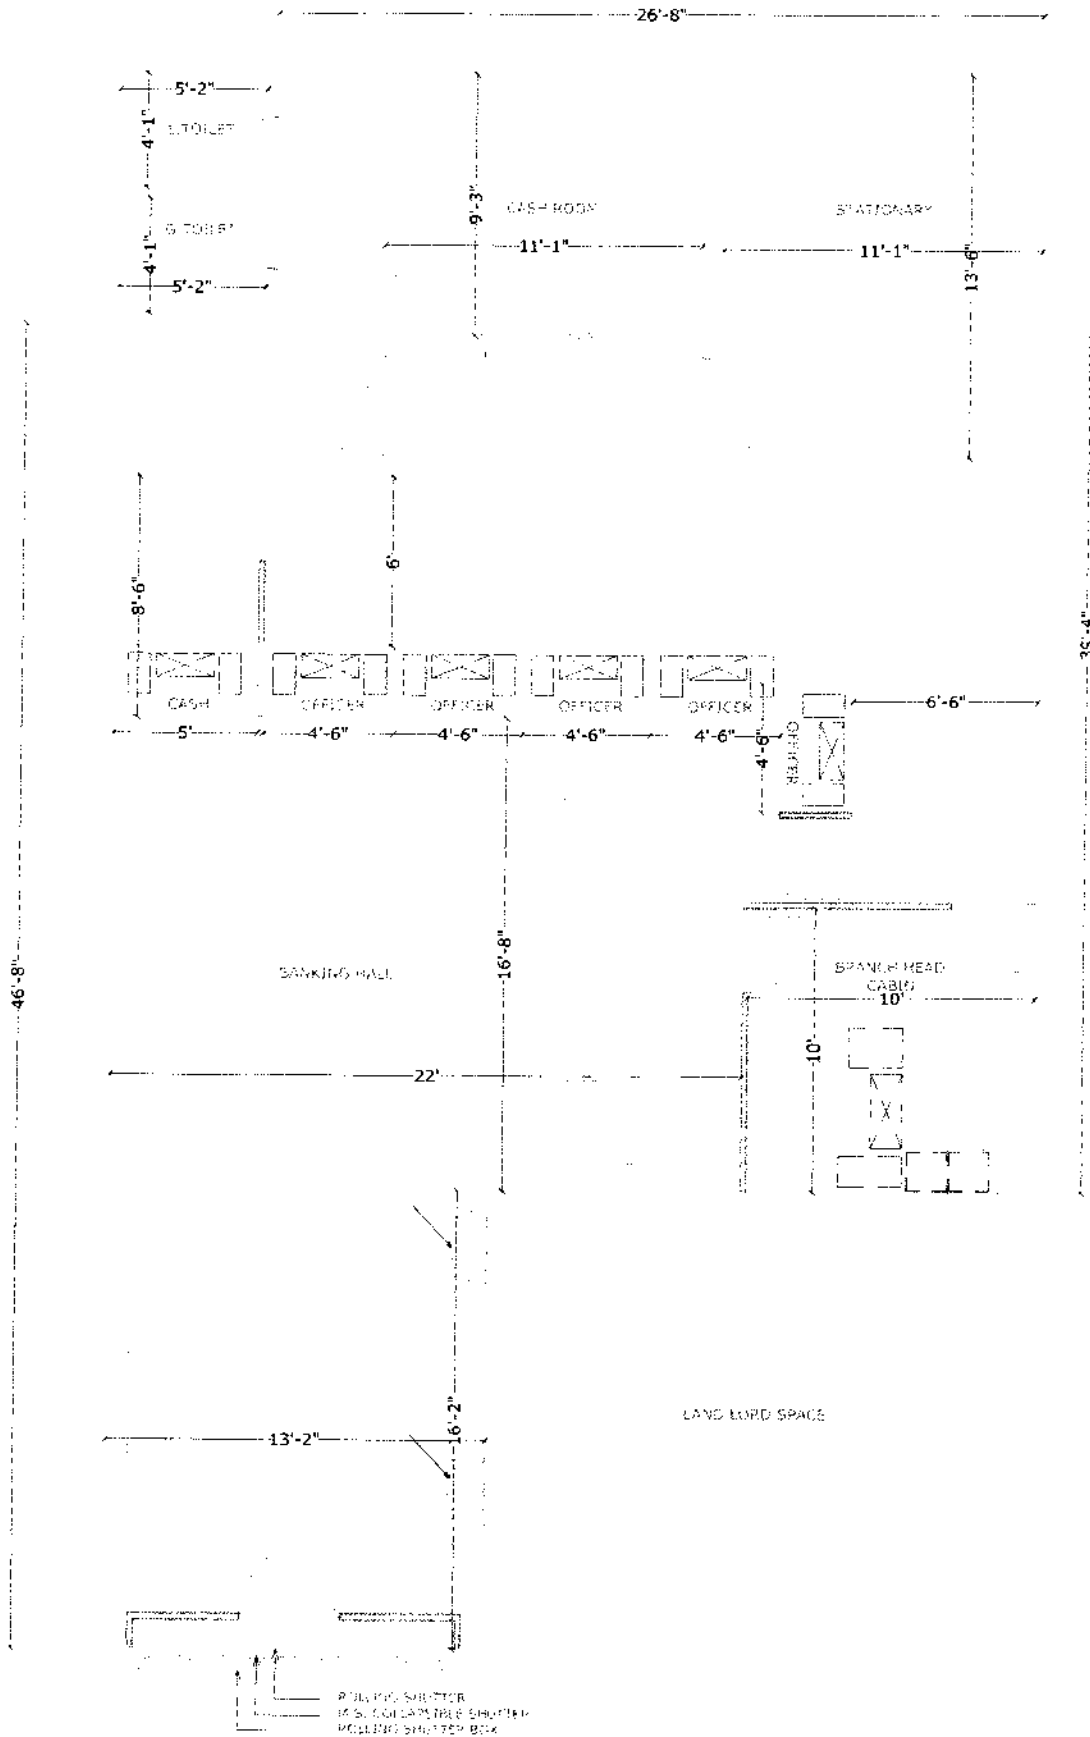 26'-8"
5'-2"
4'-1"
L.TOILET
9'-3"
CASH ROOM
STATIONARY
G.TOILET
4'-1"
11'-1"
11'-1"
13'-6"
5'-2"
8'-6"
6'
CASH
OFFICER
OFFICER
OFFICER
OFFICER
6'-6"
5'
4'-6"
4'-6"
4'-6"
4'-6"
4'-6"
OFFICER
46'-8"
16'-8"
BANKING HALL
BRANCH HEAD
CABIN
10'
10'
22'
LAND LORD SPACE
16'-2"
13'-2"
ROLLING SHUTTER
M.S. COLLAPSIBLE SHUTTER
ROLLING SHUTTER BOX